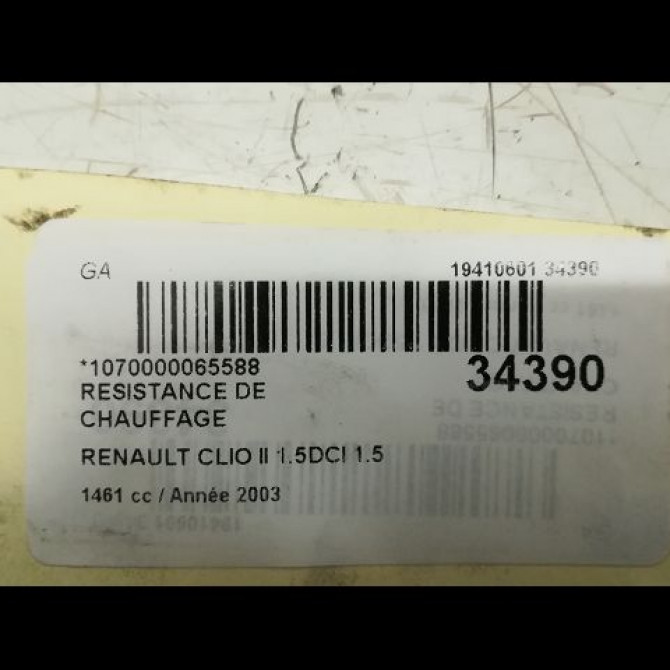 GA
19410601 34390
*1070000065588
34390
RESISTANCE DE
CHAUFFAGE
RENAULT CLIO II 1.5DCI 1.5
1461 cc / Année 2003